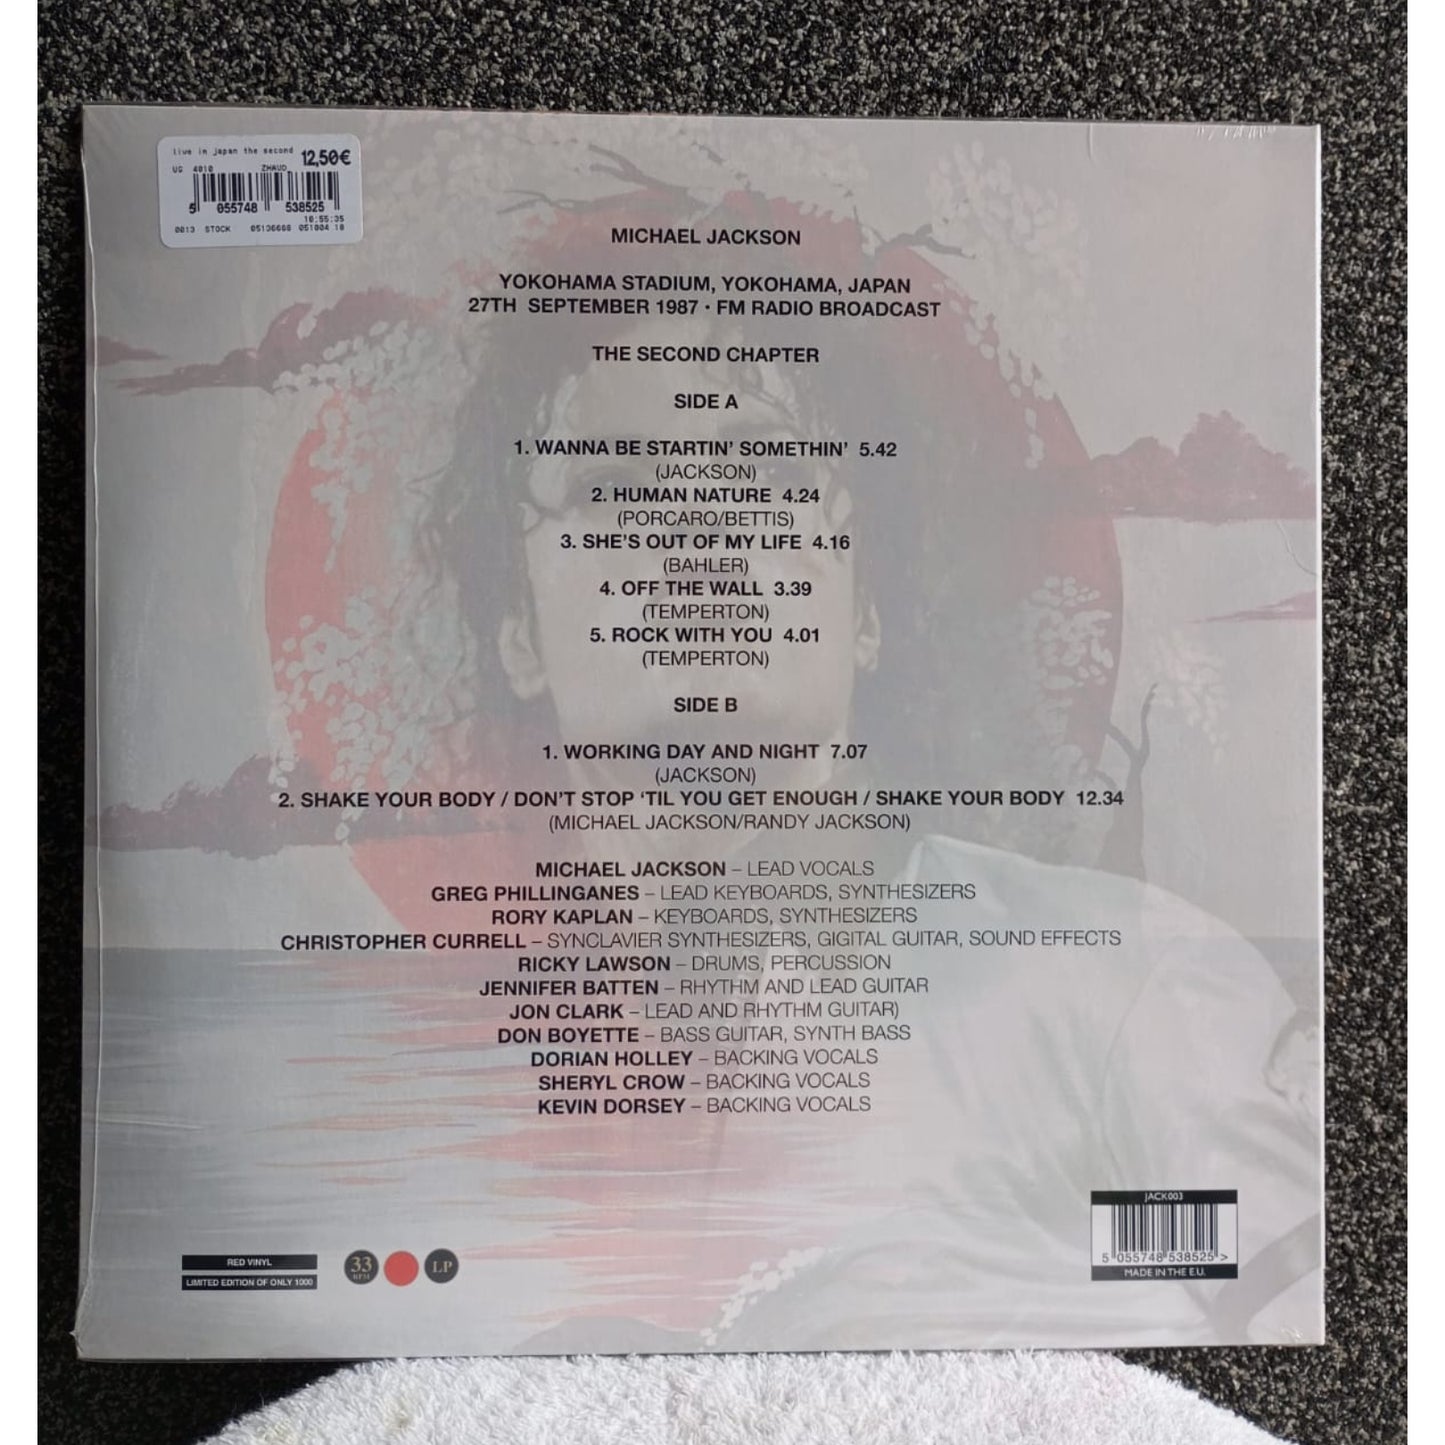 live in japan the second 12,50€
UG 4010 ZHAUD
5 055748 538525
10:55:35
0013 STOCK 05136668 051004.10
MICHAEL JACKSON
YOKOHAMA STADIUM, YOKOHAMA, JAPAN
27TH SEPTEMBER 1987 • FM RADIO BROADCAST
THE SECOND CHAPTER
SIDE A
1. WANNA BE STARTIN’ SOMETHIN’ 5.42
(JACKSON)
2. HUMAN NATURE 4.24
(PORCARO/BETTIS)
3. SHE’S OUT OF MY LIFE 4.16
(BAHLER)
4. OFF THE WALL 3.39
(TEMPERTON)
5. ROCK WITH YOU 4.01
(TEMPERTON)
SIDE B
1. WORKING DAY AND NIGHT 7.07
(JACKSON)
2. SHAKE YOUR BODY / DON’T STOP ‘TIL YOU GET ENOUGH / SHAKE YOUR BODY 12.34
(MICHAEL JACKSON/RANDY JACKSON)
MICHAEL JACKSON – LEAD VOCALS
GREG PHILLINGANES – LEAD KEYBOARDS, SYNTHESIZERS
RORY KAPLAN – KEYBOARDS, SYNTHESIZERS
CHRISTOPHER CURRELL – SYNCLAVIER SYNTHESIZERS, GIGITAL GUITAR, SOUND EFFECTS
RICKY LAWSON – DRUMS, PERCUSSION
JENNIFER BATTEN – RHYTHM AND LEAD GUITAR
JON CLARK – LEAD AND RHYTHM GUITAR)
DON BOYETTE – BASS GUITAR, SYNTH BASS
DORIAN HOLLEY – BACKING VOCALS
SHERYL CROW – BACKING VOCALS
KEVIN DORSEY – BACKING VOCALS
RED VINYL
LIMITED EDITION OF ONLY 1000
33
RPM
LP
JACK003
5 055748 538525 >
MADE IN THE E.U.